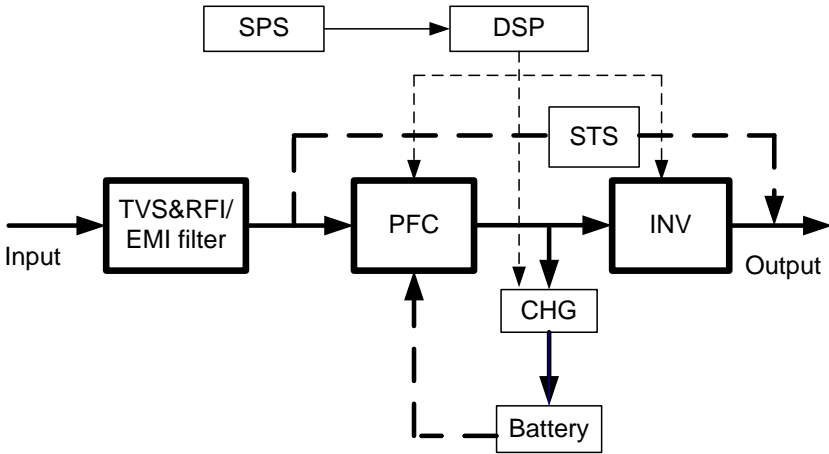 SPS
DSP
STS
TVS&RFI/
EMI filter
PFC
INV
Input
Output
CHG
Battery